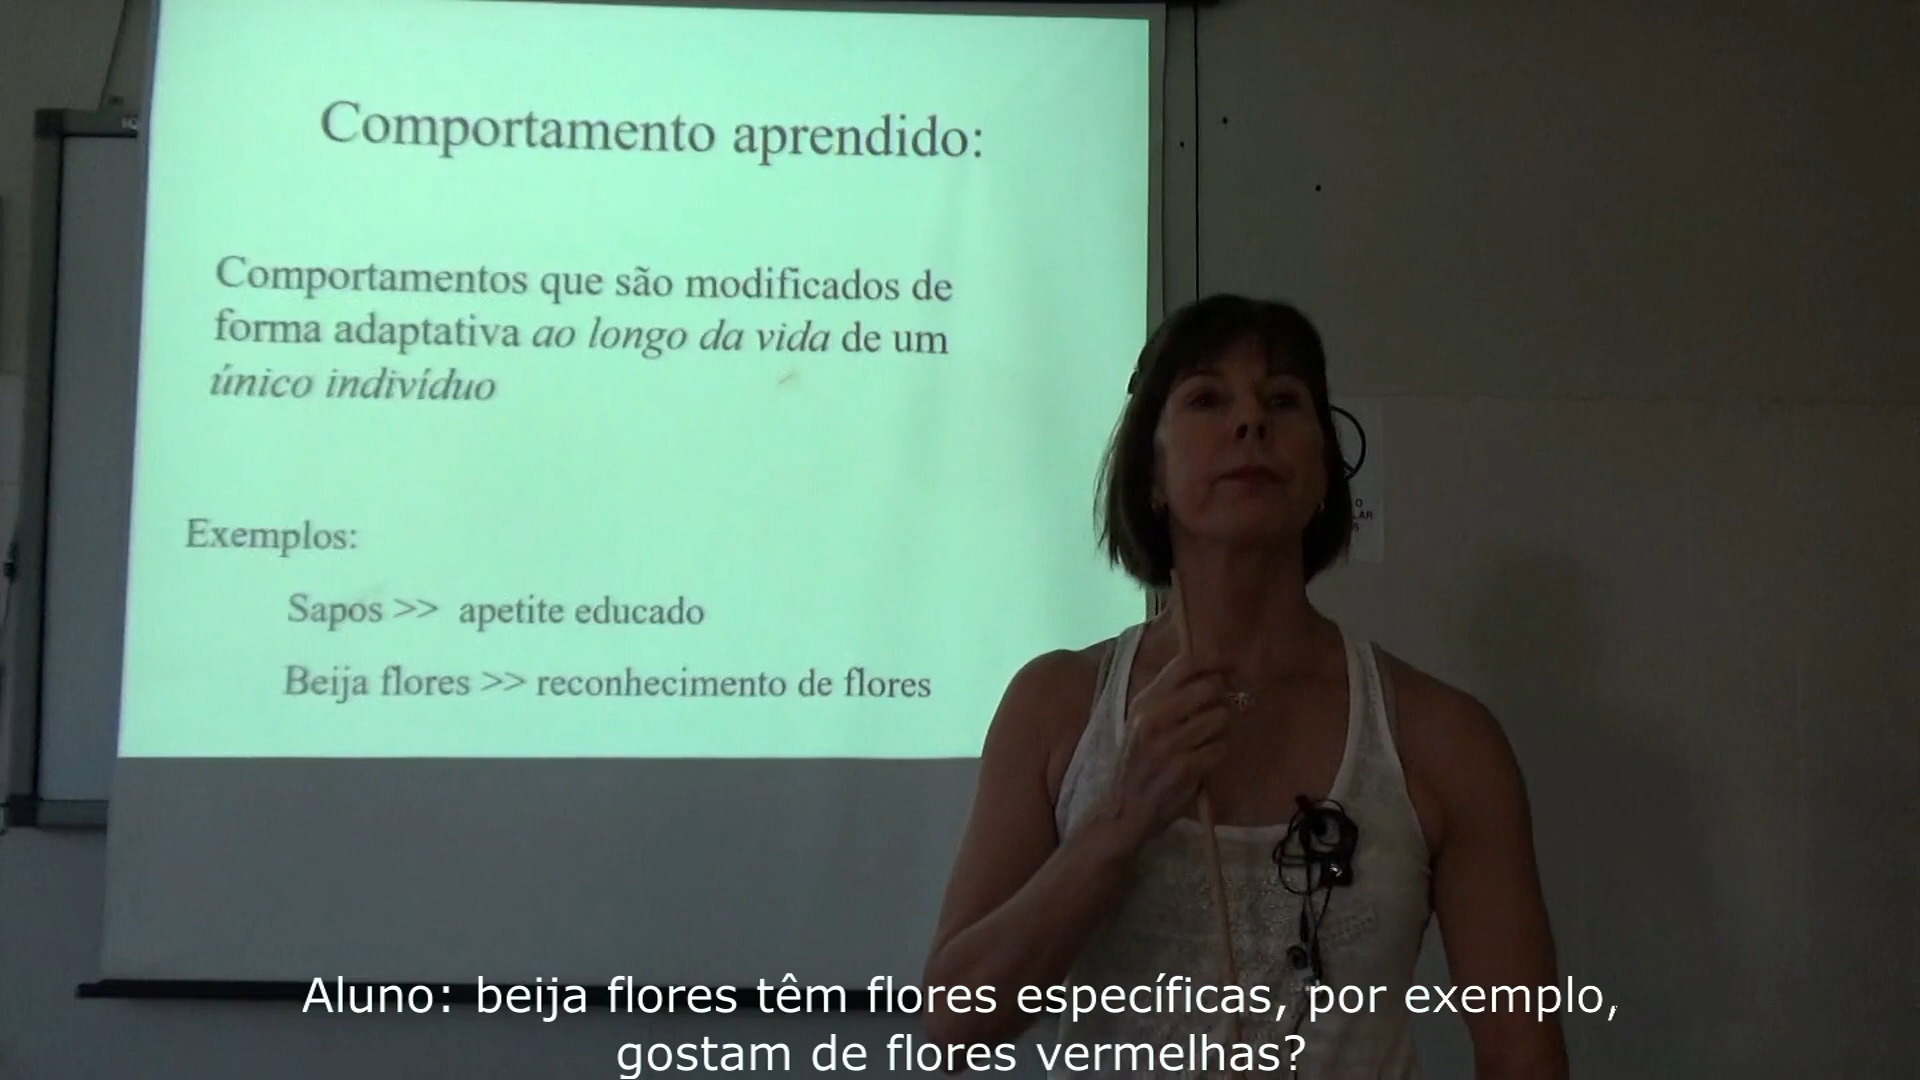 Comportamento aprendido:
Comportamentos que são modificados de
forma adaptativa ao longo da vida de um
único indivíduo
Exemplos:
Sapos >> apetite educado
Beija flores >> reconhecimento de flores
Aluno: beija flores têm flores específicas, por exemplo,
gostam de flores vermelhas?